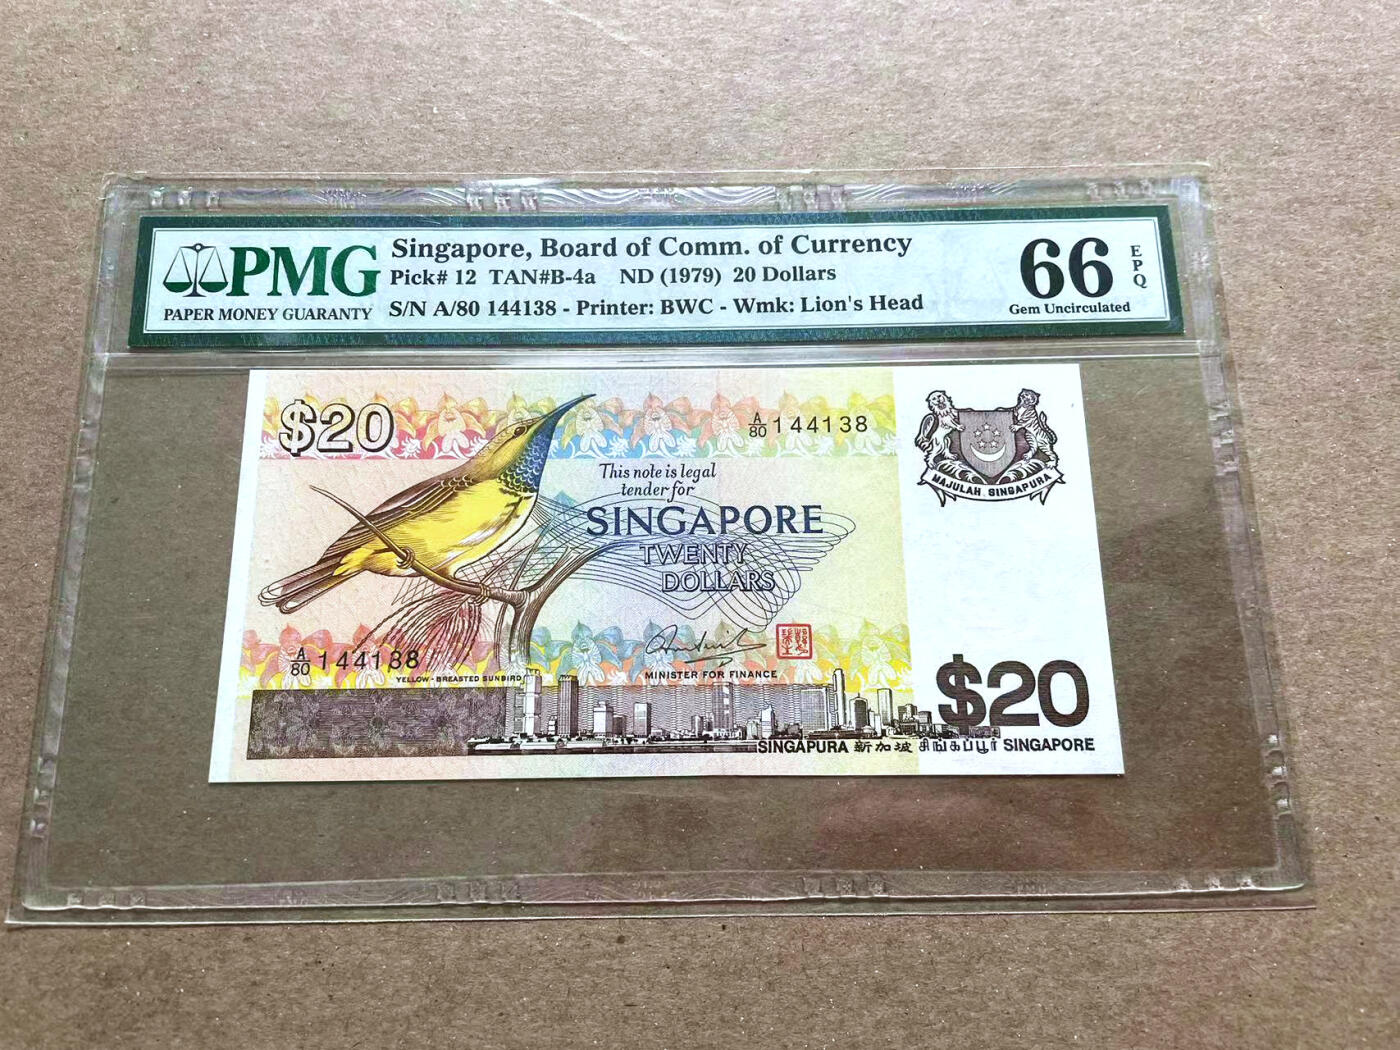 PMG
PAPER MONEY GUARANTY
Singapore, Board of Comm. of Currency
Pick# 12 TAN#B-4a ND (1979) 20 Dollars
S/N A/80 144138 - Printer: BWC - Wmk: Lion's Head
66
EPQ
Gem Uncirculated
$20
A/80 144138
This note is legal
tender for
SINGAPORE
TWENTY
DOLLARS
MAJULAH SINGAPURA
A/80 144138
YELLOW-BREASTED SUNBIRD
MINISTER FOR FINANCE
$20
SINGAPURA 新加坡 சிங்கப்பூர் SINGAPORE